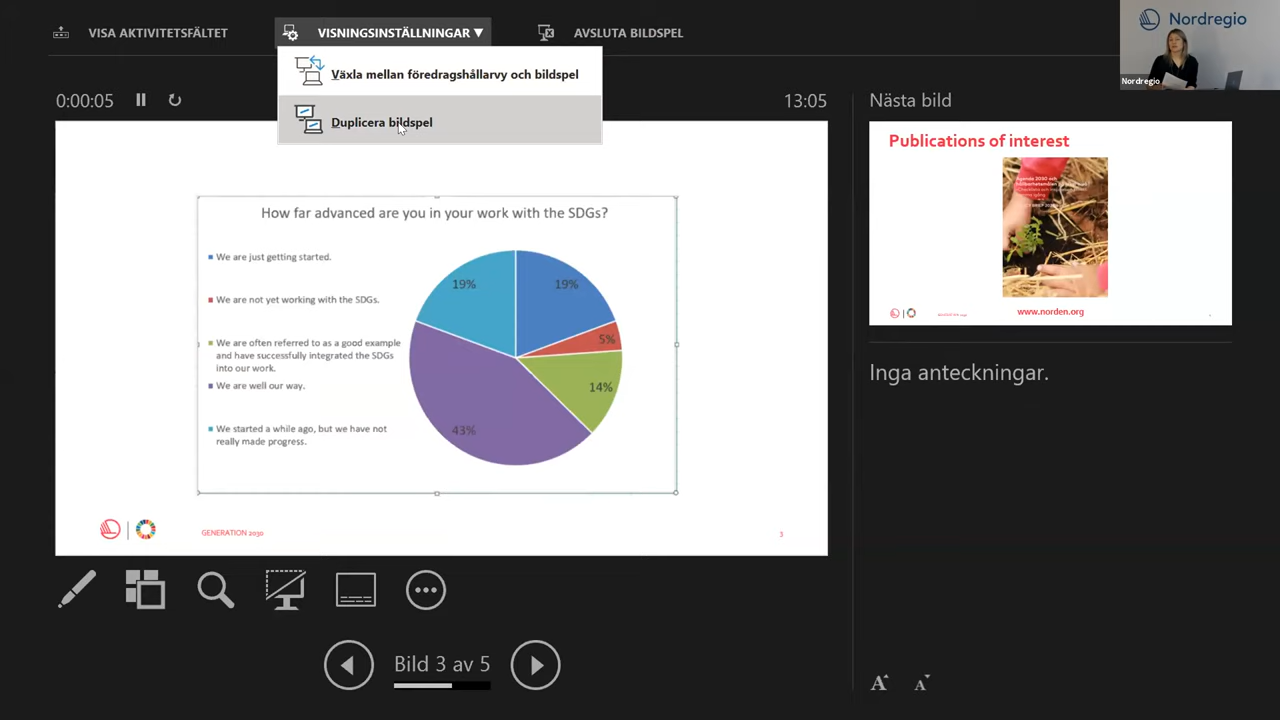 VISA AKTIVITETSFÄLTET
VISNINGSINSTÄLLNINGAR ▼
AVSLUTA BILDSPEL
Nordregio
Nordregio
Växla mellan föredragshållarvy och bildspel
Duplicera bildspel
0:00:05
13:05
Nästa bild
How far advanced are you in your work with the SDGs?
We are just getting started.
We are not yet working with the SDGs.
We are often referred to as a good example
and have successfully integrated the SDGs
into our work.
We are well our way.
We started a while ago, but we have not
really made progress.
19%
19%
5%
14%
43%
GENERATION 2030
3
Publications of interest
Agenda 2030 och
www.norden.org
Inga anteckningar.
Bild 3 av 5
A A